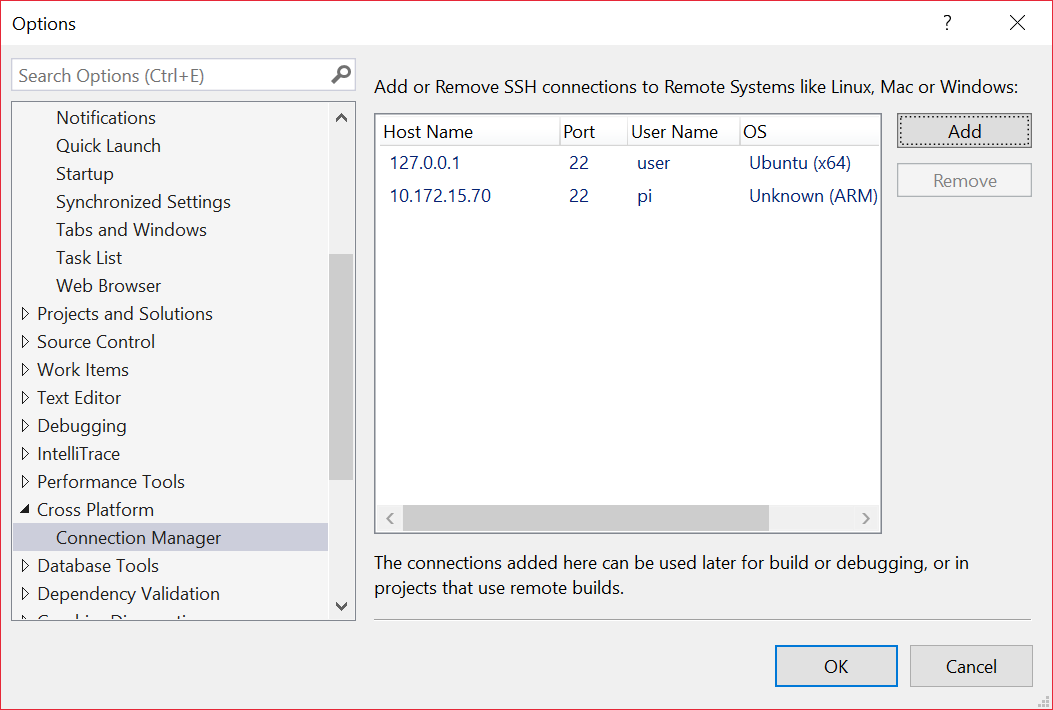 Options
?
Search Options (Ctrl+E)
Notifications
Quick Launch
Startup
Synchronized Settings
Tabs and Windows
Task List
Web Browser
Projects and Solutions
Source Control
Work Items
Text Editor
Debugging
IntelliTrace
Performance Tools
Cross Platform
Connection Manager
Database Tools
Dependency Validation
Add or Remove SSH connections to Remote Systems like Linux, Mac or Windows:
Host Name Port User Name OS
127.0.0.1 22 user Ubuntu (x64)
10.172.15.70 22 pi Unknown (ARM)
Add
Remove
The connections added here can be used later for build or debugging, or in
projects that use remote builds.
OK
Cancel